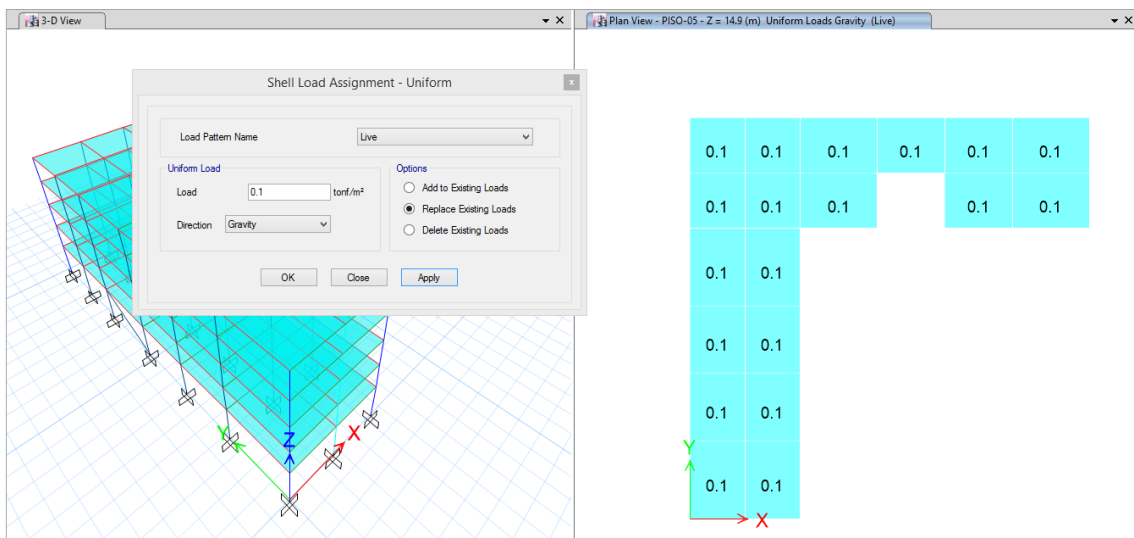 3-D View
Plan View - PISO-05 - Z = 14.9 (m) Uniform Loads Gravity (Live)
Shell Load Assignment - Uniform
Load Pattern Name Live
Uniform Load
Load 0.1 tonf/m²
Direction Gravity
Options
Add to Existing Loads
Replace Existing Loads
Delete Existing Loads
OK Close Apply
Y X Z
0.1 0.1 0.1 0.1 0.1 0.1
0.1 0.1 0.1 0.1 0.1
0.1 0.1
0.1 0.1
0.1 0.1
Y
0.1 0.1
X